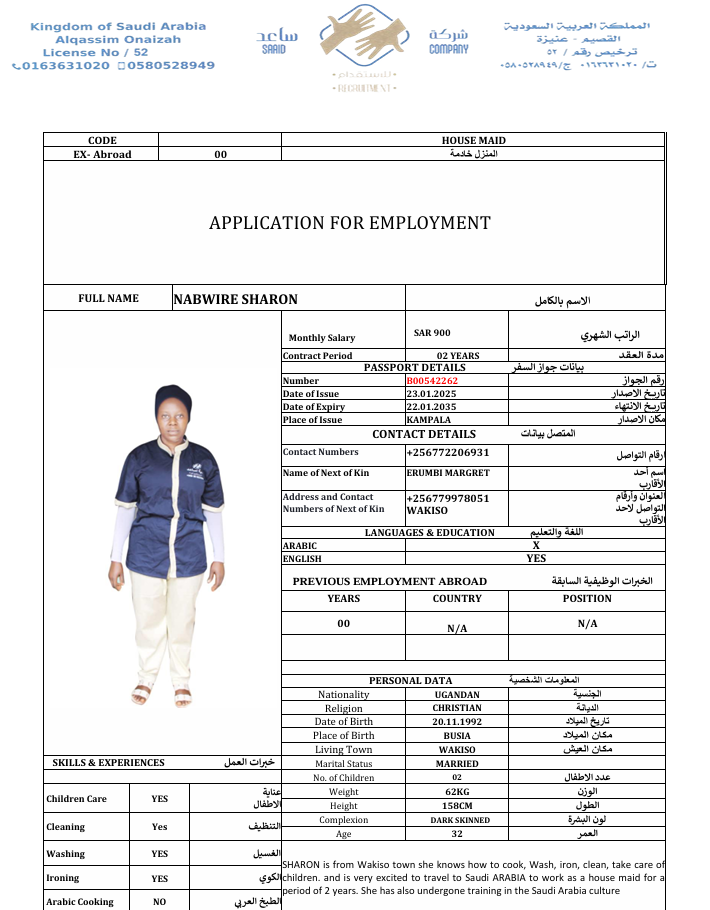 Kingdom of Saudi Arabia
Alqassim Onaizah
License No / 52
0163631020 0580528949
ساعد
SAAID
شركة
COMPANY
للاستقدام
RECRUITMENT
المملكة العربية السعودية
القصيم - عنيزة
ترخيص رقم / ٥٢
ت/ ٠١٦٣٦٣١٠٢٠ ج/ ٠٥٨٠٥٢٨٩٤٩
CODE HOUSE MAID
EX- Abroad 00 المنزل خادمة
APPLICATION FOR EMPLOYMENT
FULL NAME NABWIRE SHARON الاسم بالكامل
Monthly Salary SAR 900 الراتب الشهري
Contract Period 02 YEARS مدة العقد
PASSPORT DETAILS بيانات جواز السفر
Number B00542262 رقم الجواز
Date of Issue 23.01.2025 تاريخ الاصدار
Date of Expiry 22.01.2035 تاريخ الانتهاء
Place of Issue KAMPALA مكان الاصدار
CONTACT DETAILS المتصل بيانات
Contact Numbers +256772206931 ارقام التواصل
Name of Next of Kin ERUMBI MARGRET اسم أحد
الأقارب
Address and Contact +256779978051 العنوان وأرقام
Numbers of Next of Kin WAKISO التواصل لاحد
الأقارب
LANGUAGES & EDUCATION اللغة والتعليم
ARABIC X
ENGLISH YES
PREVIOUS EMPLOYMENT ABROAD الخبرات الوظيفية السابقة
YEARS COUNTRY POSITION
00 N/A N/A
PERSONAL DATA المعلومات الشخصية
Nationality UGANDAN الجنسية
Religion CHRISTIAN الديانة
Date of Birth 20.11.1992 تاريخ الميلاد
Place of Birth BUSIA مكان الميلاد
Living Town WAKISO مكان العيش
Marital Status MARRIED
No. of Children 02 عدد الاطفال
Weight 62KG الوزن
Height 158CM الطول
Complexion DARK SKINNED لون البشرة
Age 32 العمر
SKILLS & EXPERIENCES خبرات العمل
Children Care YES عناية
الاطفال
Cleaning Yes التنظيف
Washing YES الغسيل
Ironing YES الكوي
Arabic Cooking NO الطبخ العربي
SHARON is from Wakiso town she knows how to cook, Wash, iron, clean, take care of
children. and is very excited to travel to Saudi ARABIA to work as a house maid for a
period of 2 years. She has also undergone training in the Saudi Arabia culture